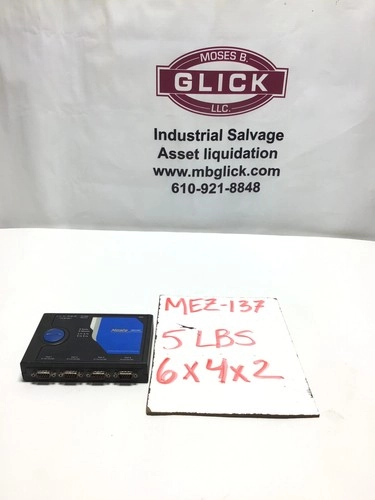 MOSES B.
GLICK
LLC.
Industrial Salvage
Asset liquidation
www.mbglick.com
610-921-8848
MEZ-137
5 LBS
6x4x2